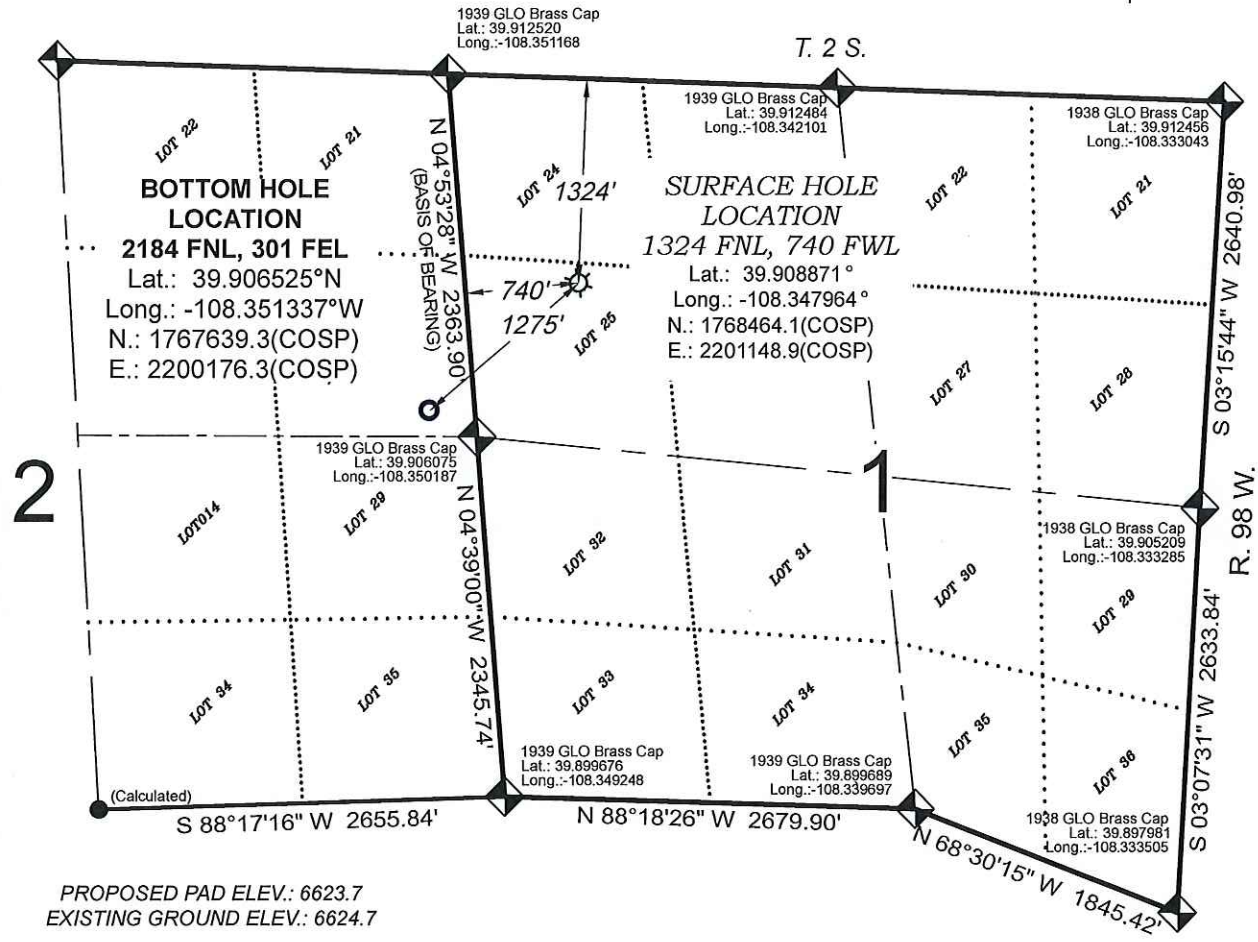 1939 GLO Brass Cap
Lat.: 39.912520
Long.:-108.351168
T. 2 S.
1939 GLO Brass Cap
Lat.: 39.912484
Long.:-108.342101
1938 GLO Brass Cap
Lat.: 39.912456
Long.:-108.333043
LOT 22
LOT 21
LOT 24
LOT 22
LOT 21
BOTTOM HOLE
LOCATION
2184 FNL, 301 FEL
Lat.: 39.906525°N
Long.: -108.351337°W
N.: 1767639.3(COSP)
E.: 2200176.3(COSP)
N 04°53'28" W 2363.90
(BASIS OF BEARING)
1324'
740'
1275'
SURFACE HOLE
LOCATION
1324 FNL, 740 FWL
Lat.: 39.908871°
Long.: -108.347964°
N.: 1768464.1(COSP)
E.: 2201148.9(COSP)
LOT 25
LOT 27
LOT 28
S 03°15'44" W 2640.98'
R. 98 W.
2
1
1939 GLO Brass Cap
Lat.: 39.906075
Long.:-108.350187
LOT014
LOT 29
LOT 32
LOT 31
LOT 30
LOT 29
1938 GLO Brass Cap
Lat.: 39.905209
Long.:-108.333285
N 04°39'00" W 2345.74'
S 03°07'31" W 2633.84'
LOT 34
LOT 35
LOT 33
LOT 34
LOT 35
LOT 36
1939 GLO Brass Cap
Lat.: 39.899676
Long.:-108.349248
1939 GLO Brass Cap
Lat.: 39.899689
Long.:-108.339697
1938 GLO Brass Cap
Lat.: 39.897981
Long.:-108.333505
(Calculated)
S 88°17'16" W 2655.84'
N 88°18'26" W 2679.90'
N 68°30'15" W 1845.42'
PROPOSED PAD ELEV.: 6623.7
EXISTING GROUND ELEV.: 6624.7